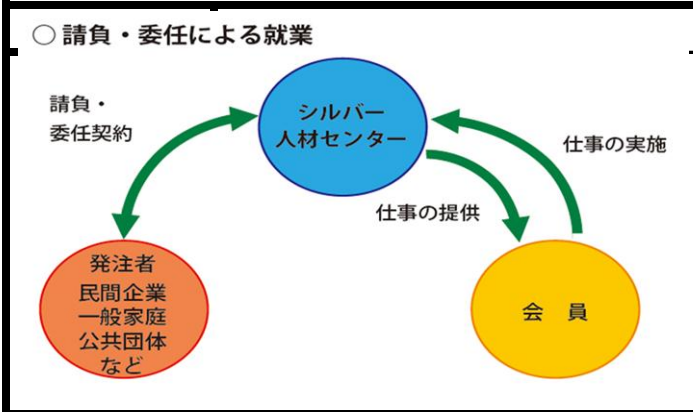 ○ 請負・委任による就業
シルバー
人材センター
請負・
委任契約
仕事の実施
仕事の提供
発注者
民間企業
一般家庭
公共団体
など
会　員